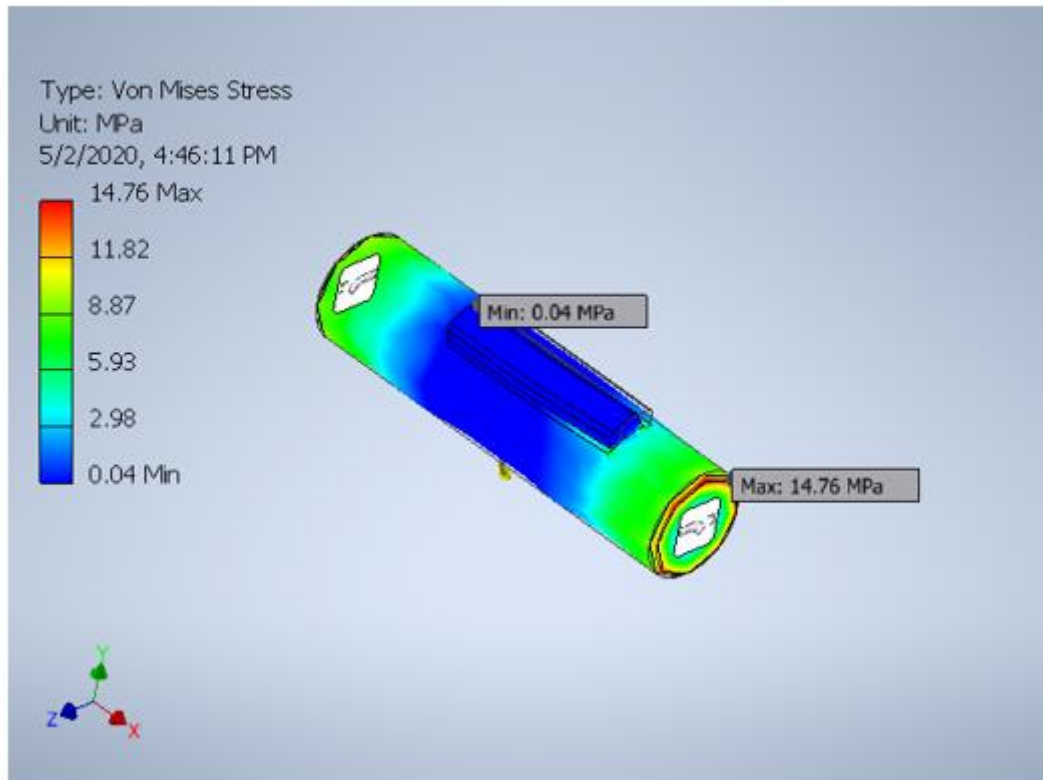 Type: Von Mises Stress
Unit: MPa
5/2/2020, 4:46:11 PM
14.76 Max
11.82
8.87
5.93
2.98
0.04 Min
Min: 0.04 MPa
Max: 14.76 MPa
Y
Z
X